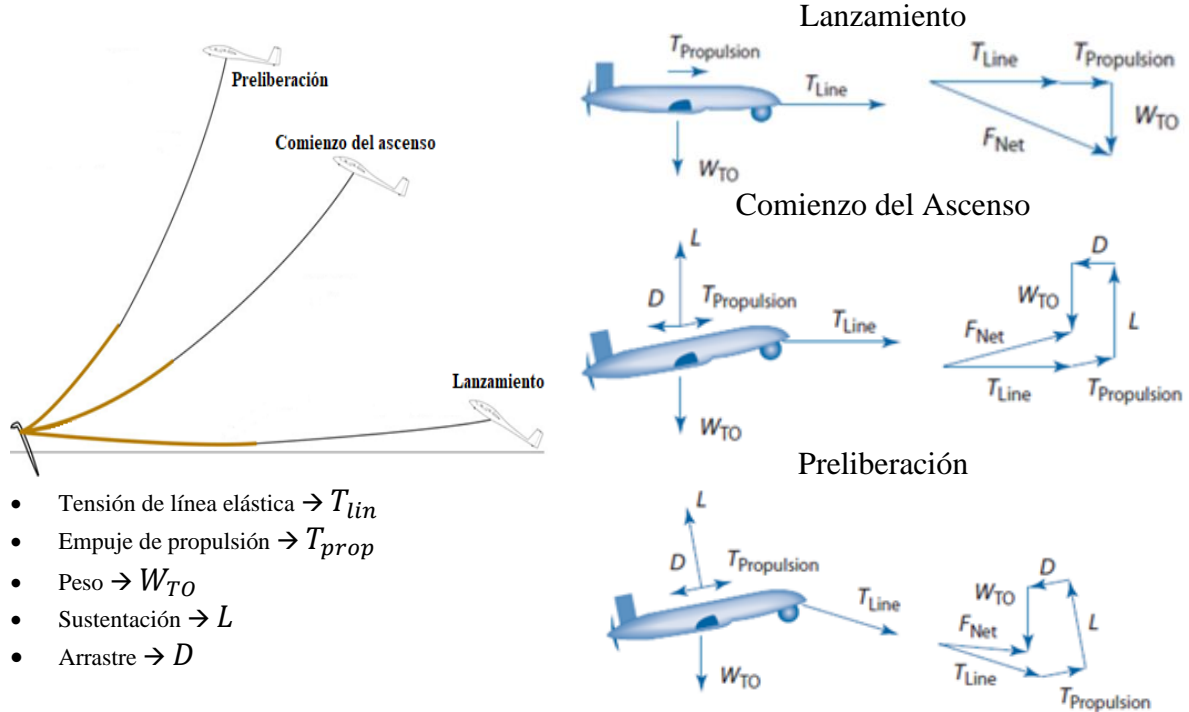 Preliberación
Comienzo del ascenso
Lanzamiento
• Tensión de línea elástica → T_lin
• Empuje de propulsión → T_prop
• Peso → W_TO
• Sustentación → L
• Arrastre → D
Lanzamiento
T_Propulsion
T_Line
W_TO
T_Line
T_Propulsion
F_Net
W_TO
Comienzo del Ascenso
L
D
T_Propulsion
T_Line
W_TO
D
W_TO
F_Net
L
T_Line
T_Propulsion
Preliberación
L
D
T_Propulsion
T_Line
W_TO
D
W_TO
F_Net
L
T_Line
T_Propulsion